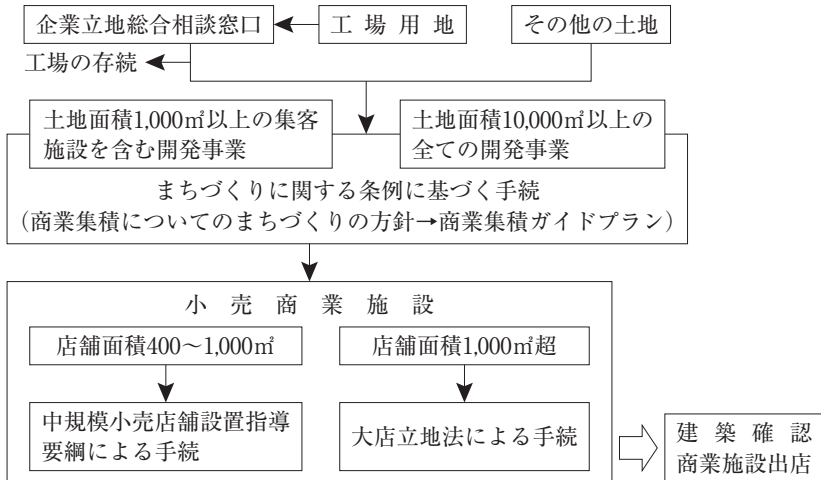 企業立地総合相談窓口
工場用地
その他の土地
工場の存続
土地面積1,000㎡以上の集客
施設を含む開発事業
土地面積10,000㎡以上の
全ての開発事業
まちづくりに関する条例に基づく手続
(商業集積についてのまちづくりの方針→商業集積ガイドプラン)
小売商業施設
店舗面積400〜1,000㎡
店舗面積1,000㎡超
中規模小売店舗設置指導
要綱による手続
大店立地法による手続
建築確認
商業施設出店